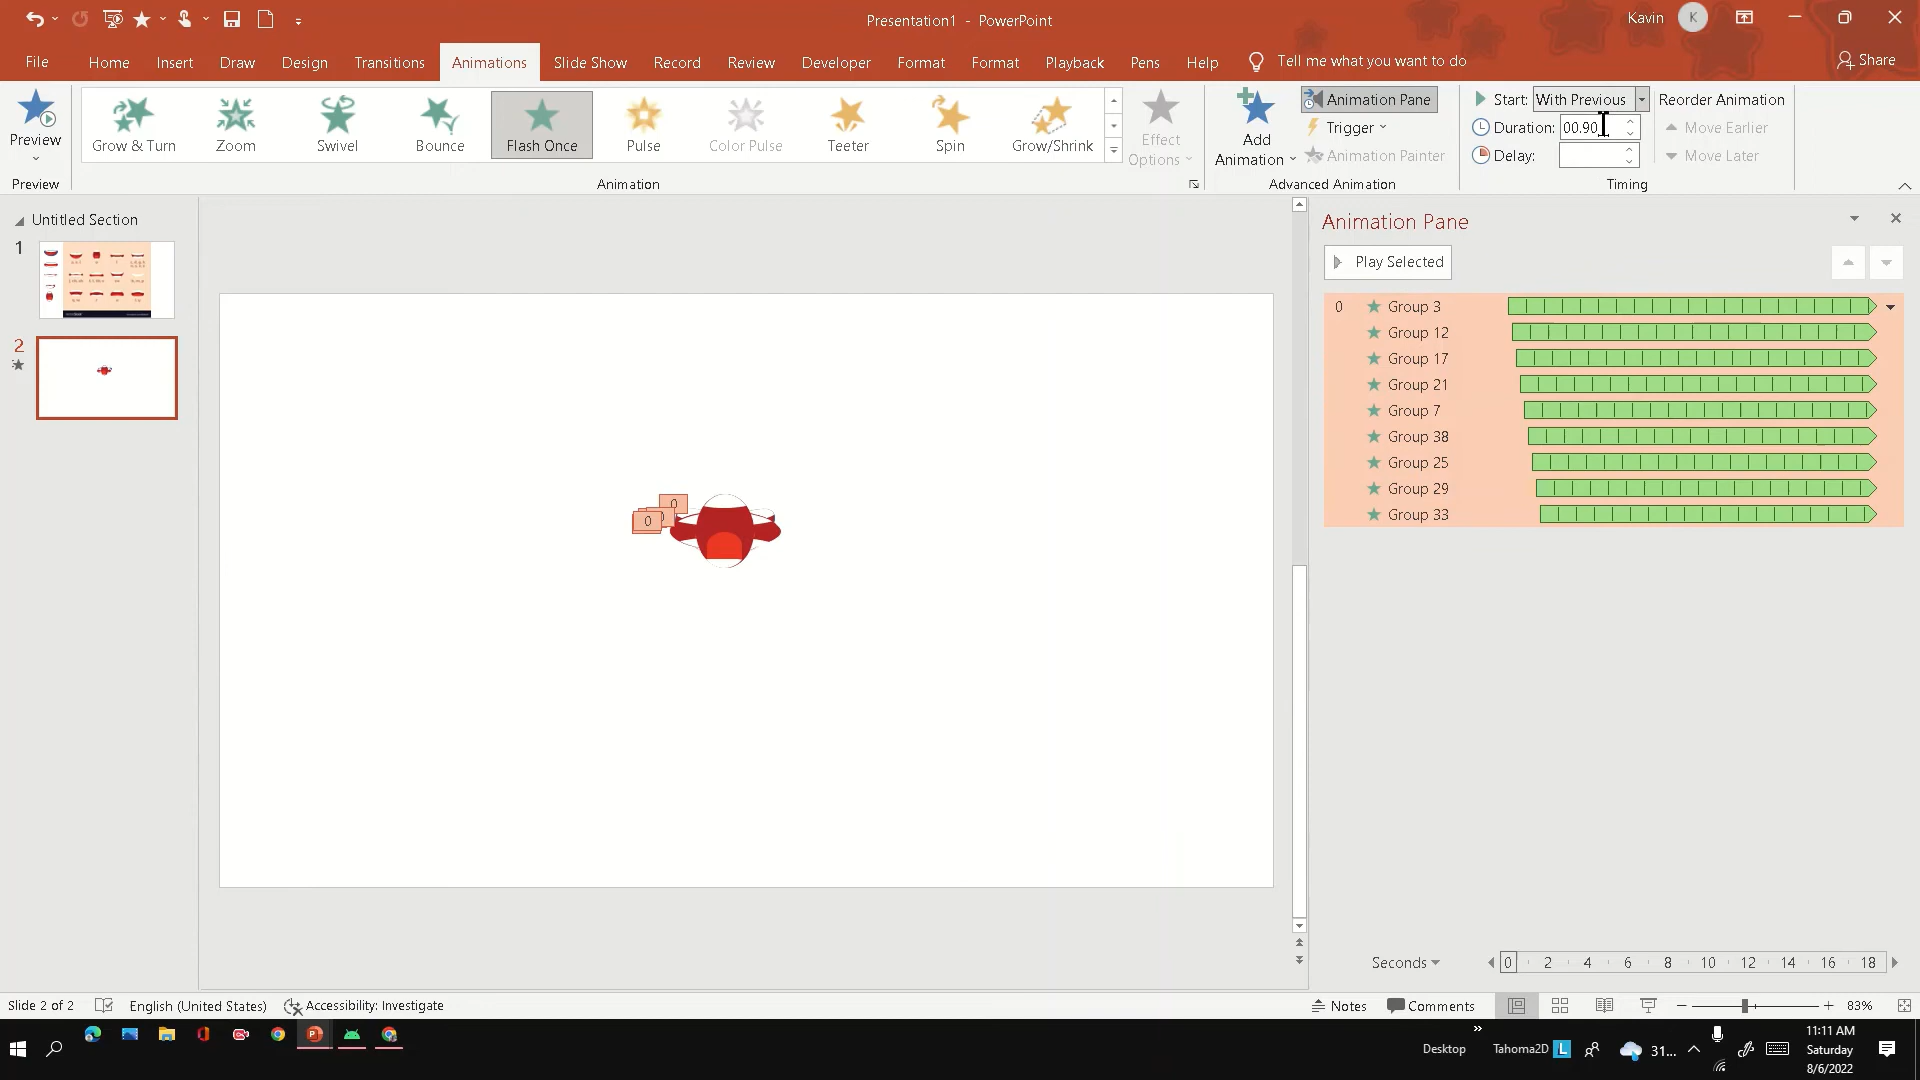 Presentation1 - PowerPoint
Kavin
K
File
Home
Insert
Draw
Design
Transitions
Animations
Slide Show
Record
Review
Developer
Format
Format
Playback
Pens
Help
Tell me what you want to do
Share
Preview
Preview
Grow & Turn
Zoom
Swivel
Bounce
Flash Once
Pulse
Color Pulse
Teeter
Spin
Grow/Shrink
Animation
Effect
Options
Add
Animation
Animation Pane
Trigger
Animation Painter
Advanced Animation
Start: With Previous
Duration: 00.90
Delay:
Timing
Reorder Animation
Move Earlier
Move Later
Untitled Section
1
2
0
0
Animation Pane
Play Selected
0 Group 3
Group 12
Group 17
Group 21
Group 7
Group 38
Group 25
Group 29
Group 33
Seconds
0 2 4 6 8 10 12 14 16 18
Slide 2 of 2
English (United States)
Accessibility: Investigate
Notes
Comments
83%
Desktop
Tahoma2D
L
31...
11:11 AM
Saturday
8/6/2022